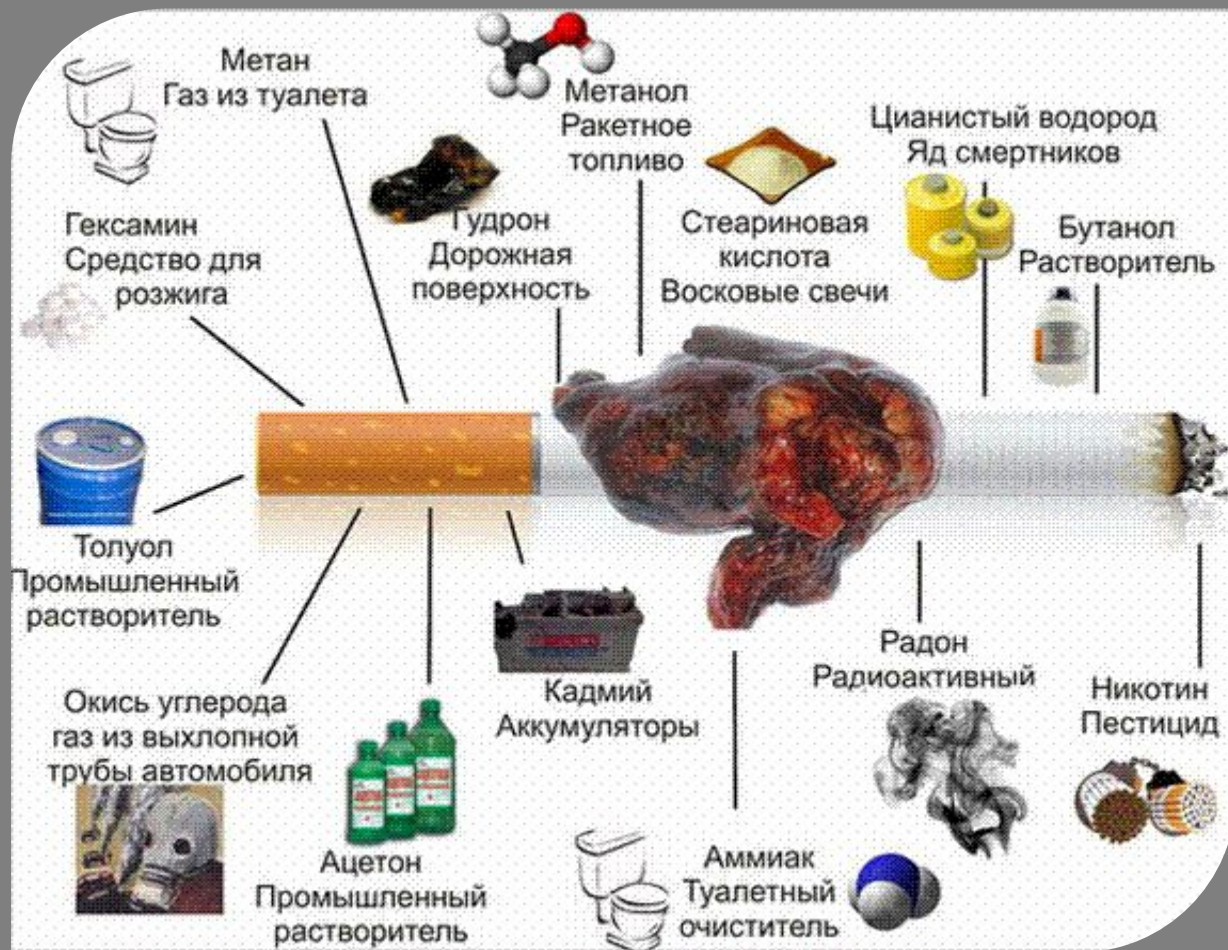 Метан
Газ из туалета
Метанол
Ракетное
топливо
Цианистый водород
Яд смертников
Гексамин
Средство для
розжига
Гудрон
Дорожная
поверхность
Стеариновая
кислота
Восковые свечи
Бутанол
Растворитель
Толуол
Промышленный
растворитель
Кадмий
Аккумуляторы
Радон
Радиоактивный
Никотин
Пестицид
Окись углерода
газ из выхлопной
трубы автомобиля
Ацетон
Промышленный
растворитель
Аммиак
Туалетный
очиститель